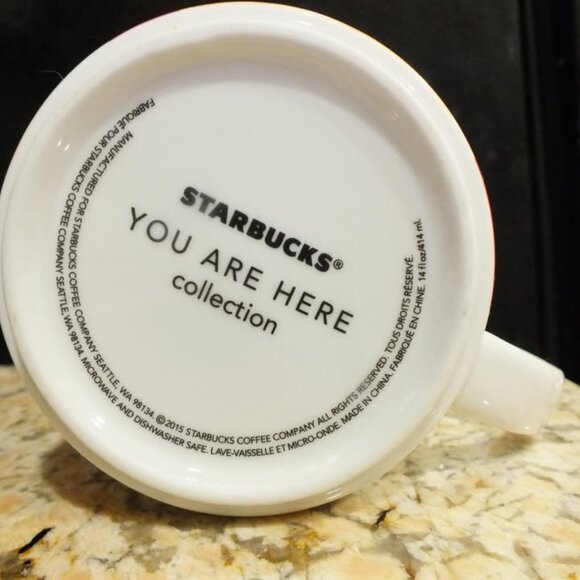 STARBUCKS®
YOU ARE HERE
collection
MANUFACTURED FOR STARBUCKS COFFEE COMPANY SEATTLE, WA 98134. ©2015 STARBUCKS COFFEE COMPANY ALL RIGHTS RESERVED. TOUS DROITS RÉSERVÉ.
FABRIQUÉ POUR STARBUCKS COFFEE COMPANY SEATTLE, WA 98134. MICROWAVE AND DISHWASHER SAFE. LAVE-VAISSELLE ET MICRO-ONDE. MADE IN CHINA. FABRIQUÉ EN CHINE. 14 fl oz/414 ml.